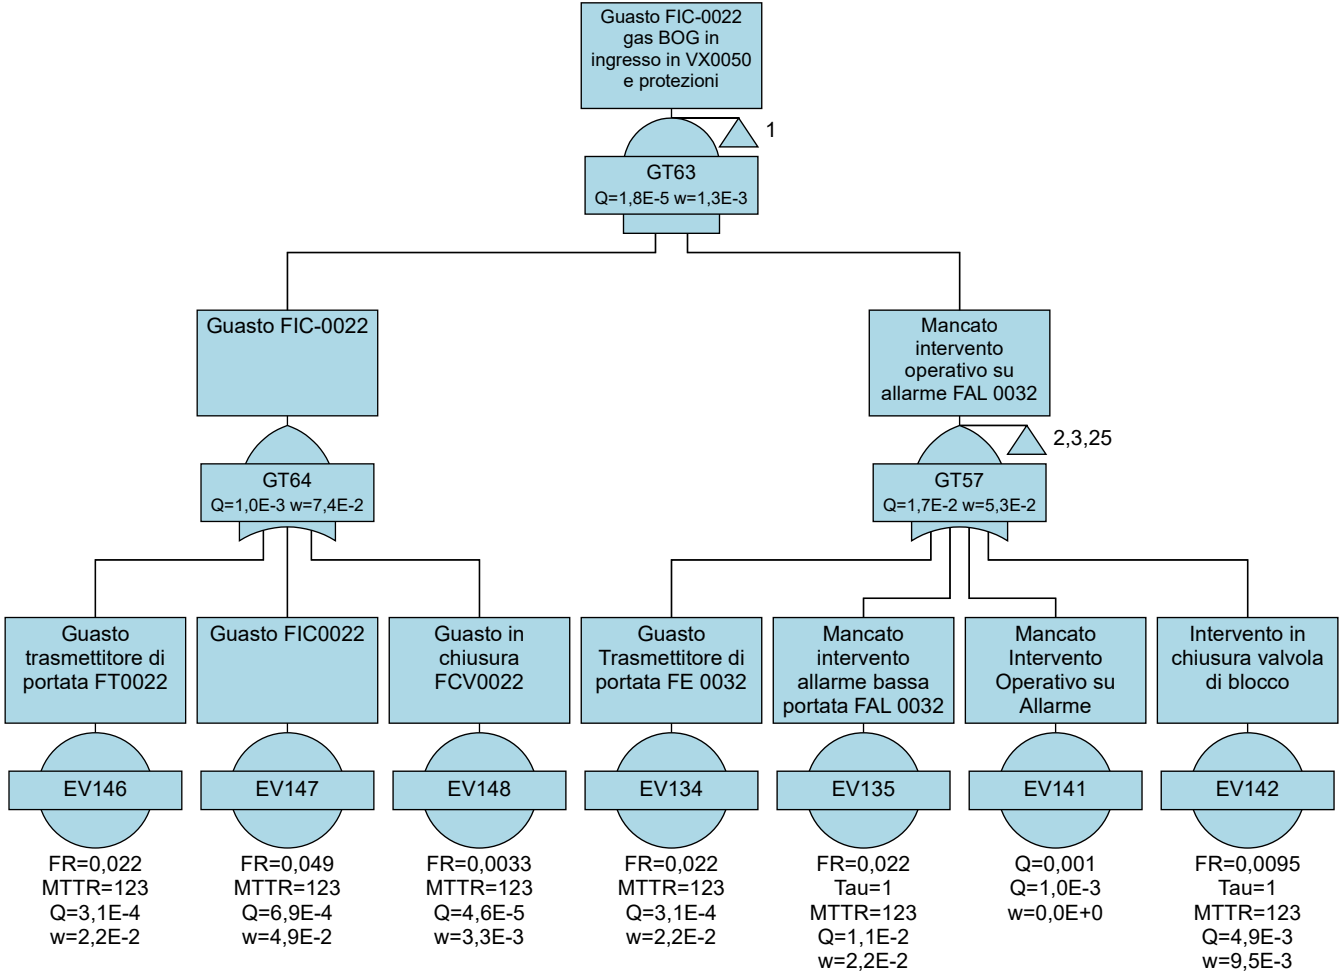 Guasto FIC-0022
gas BOG in
ingresso in VX0050
e protezioni
1
GT63
Q=1,8E-5 w=1,3E-3
Guasto FIC-0022
Mancato
intervento
operativo su
allarme FAL 0032
2,3,25
GT64
Q=1,0E-3 w=7,4E-2
GT57
Q=1,7E-2 w=5,3E-2
Guasto
trasmettitore di
portata FT0022
Guasto FIC0022
Guasto in
chiusura
FCV0022
Guasto
Trasmettitore di
portata FE 0032
Mancato
intervento
allarme bassa
portata FAL 0032
Mancato
Intervento
Operativo su
Allarme
Intervento in
chiusura valvola
di blocco
EV146
FR=0,022
MTTR=123
Q=3,1E-4
w=2,2E-2
EV147
FR=0,049
MTTR=123
Q=6,9E-4
w=4,9E-2
EV148
FR=0,0033
MTTR=123
Q=4,6E-5
w=3,3E-3
EV134
FR=0,022
MTTR=123
Q=3,1E-4
w=2,2E-2
EV135
FR=0,022
Tau=1
MTTR=123
Q=1,1E-2
w=2,2E-2
EV141
Q=0,001
Q=1,0E-3
w=0,0E+0
EV142
FR=0,0095
Tau=1
MTTR=123
Q=4,9E-3
w=9,5E-3